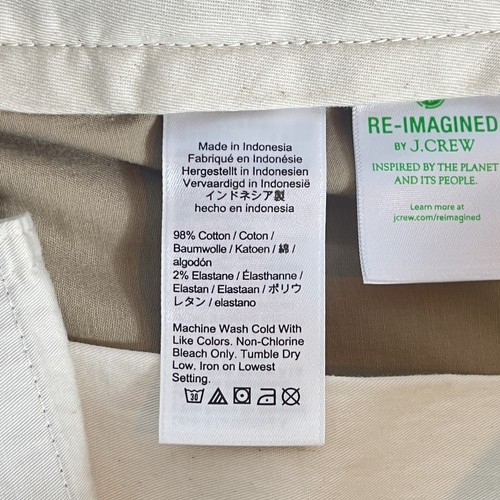 Made in Indonesia
Fabriqué en Indonésie
Hergestellt in Indonesien
Vervaardigd in Indonesië
インドネシア製
hecho en indonesia
98% Cotton / Coton /
Baumwolle / Katoen / 綿 /
algodón
2% Elastane / Élasthanne /
Elastan / Elastaan / ポリウ
レタン / elastano
Machine Wash Cold With
Like Colors. Non-Chlorine
Bleach Only. Tumble Dry
Low. Iron on Lowest
Setting.
30
RE-IMAGINED
BY J.CREW
INSPIRED BY THE PLANET
AND ITS PEOPLE.
Learn more at
jcrew.com/reimagined